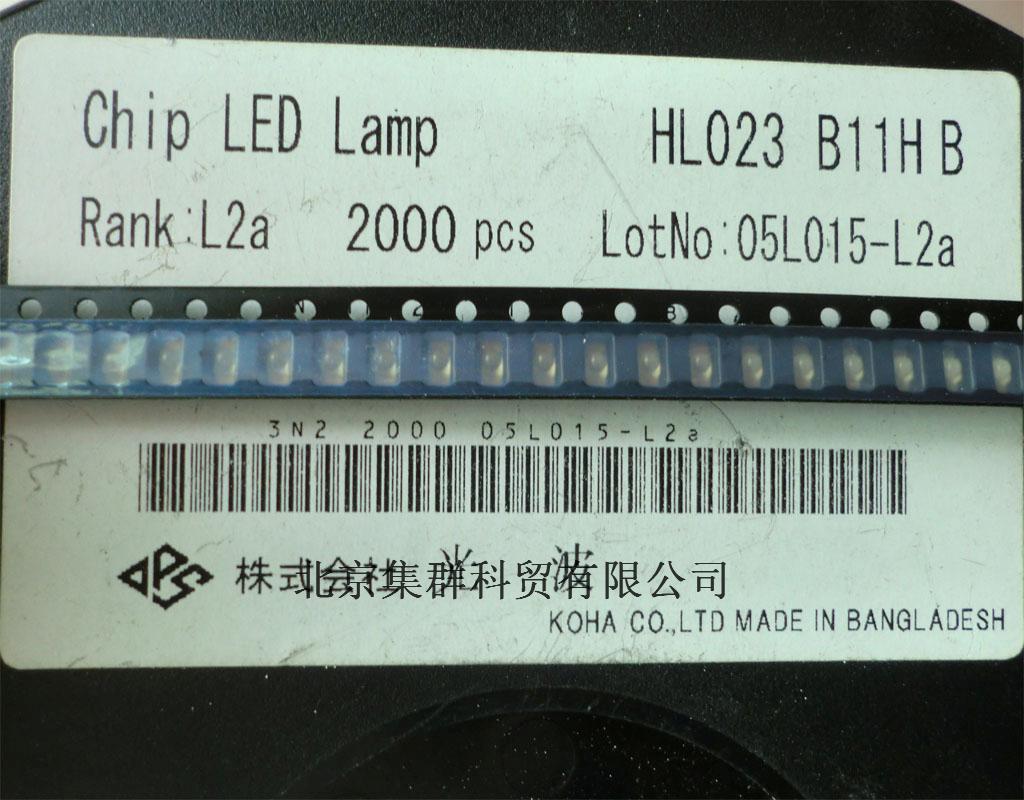 Chip LED Lamp HL023 B11H B
Rank:L2a 2000 pcs LotNo:05L015-L2a
3N2 2000 05L015-L2a
株式会社 光 波
北京集群科贸有限公司
KOHA CO.,LTD MADE IN BANGLADESH